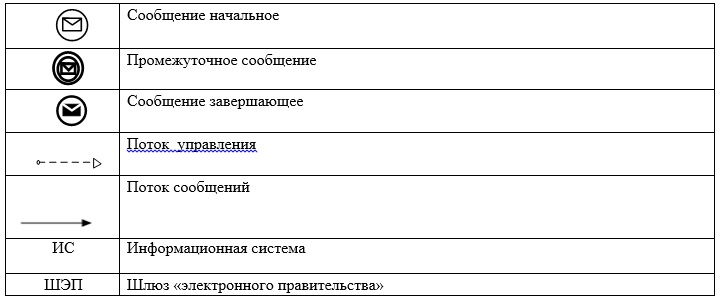 Сообщение начальное
Промежуточное сообщение
Сообщение завершающее
Поток управления
Поток сообщений
ИС Информационная система
ШЭП Шлюз «электронного правительства»